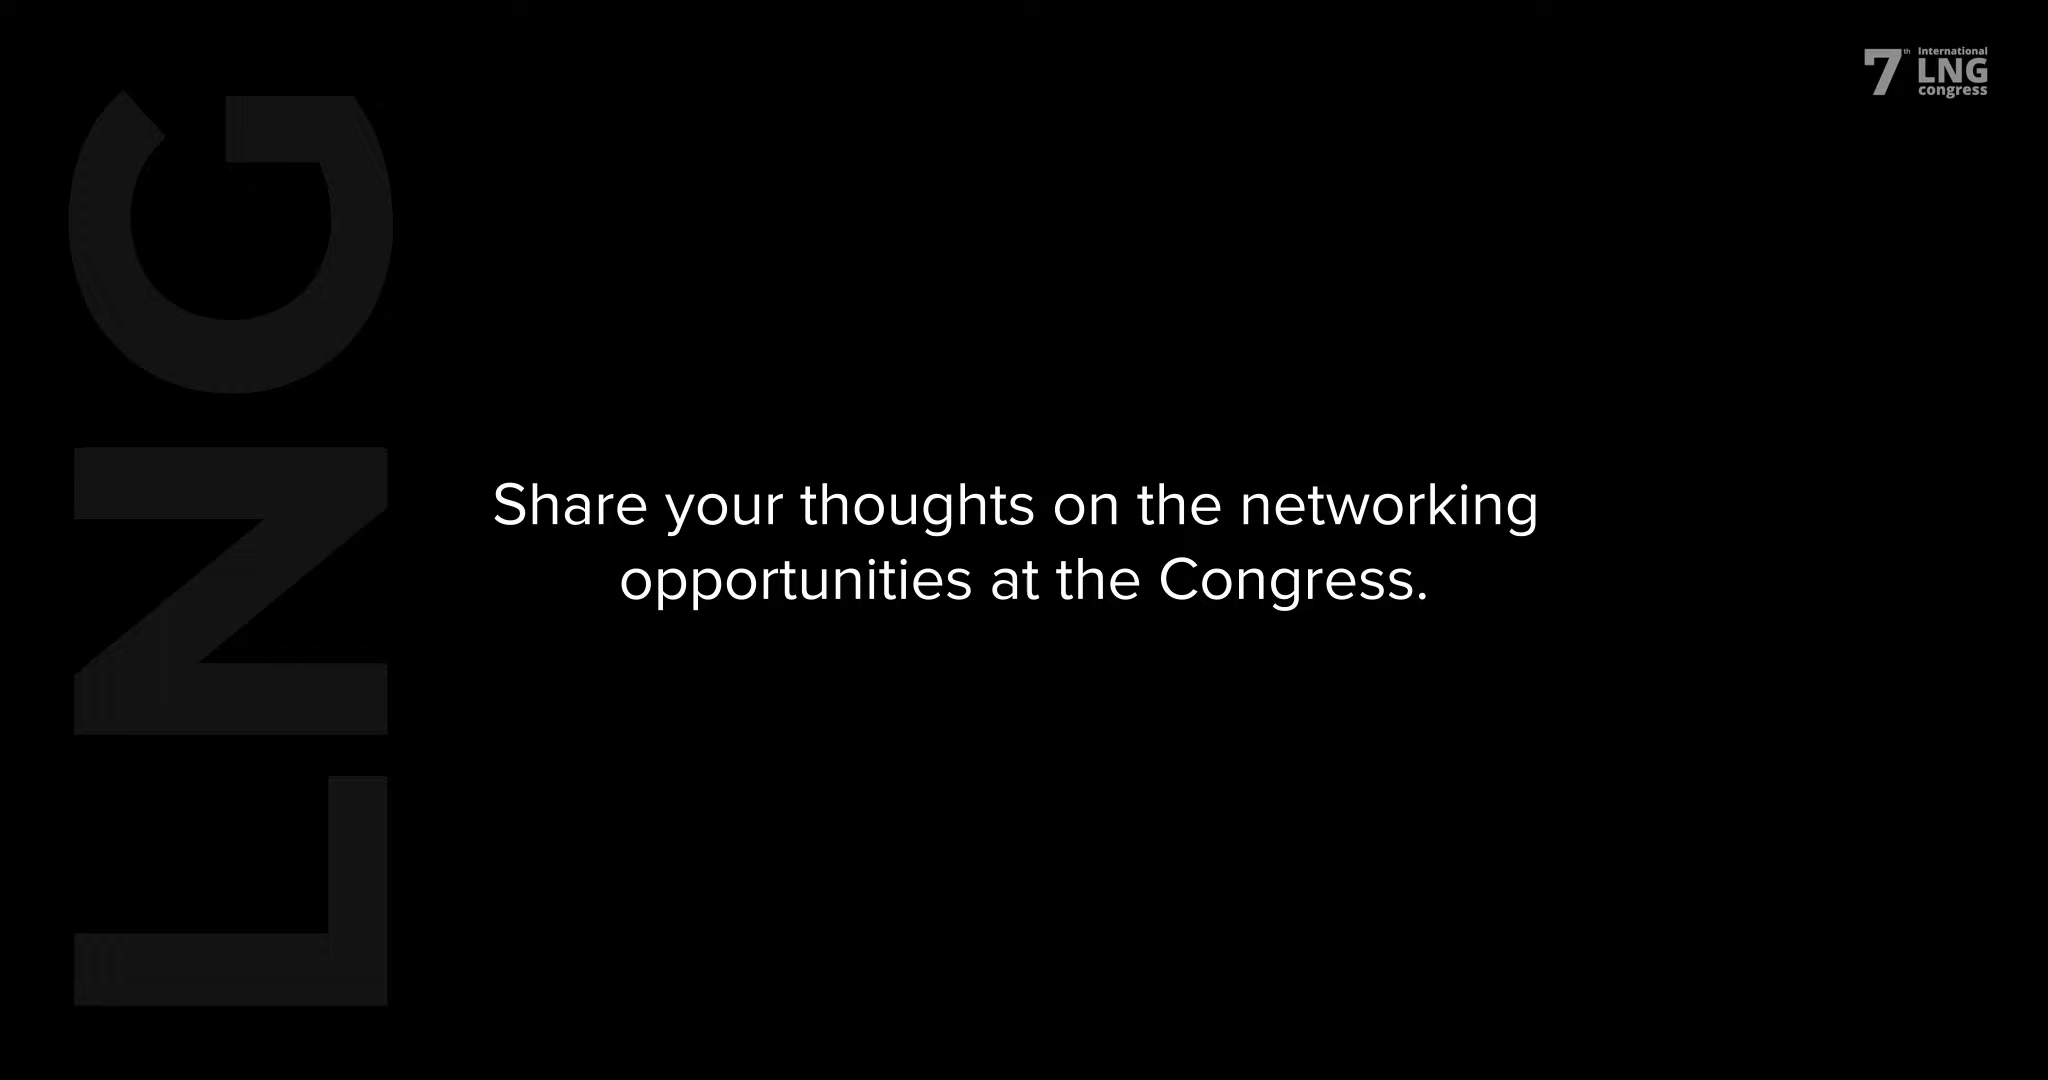 7th International
LNG
congress
LNG
Share your thoughts on the networking
opportunities at the Congress.